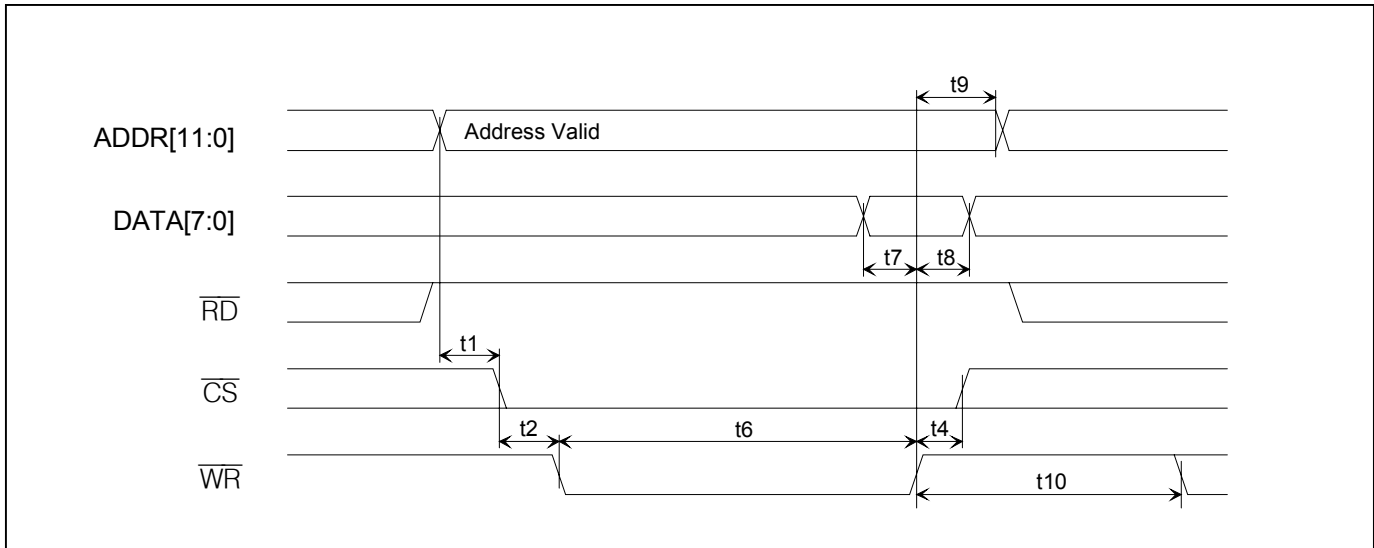 t9
ADDR[11:0]
Address Valid
DATA[7:0]
t7
t8
RD
t1
CS
t2
t6
t4
WR
t10